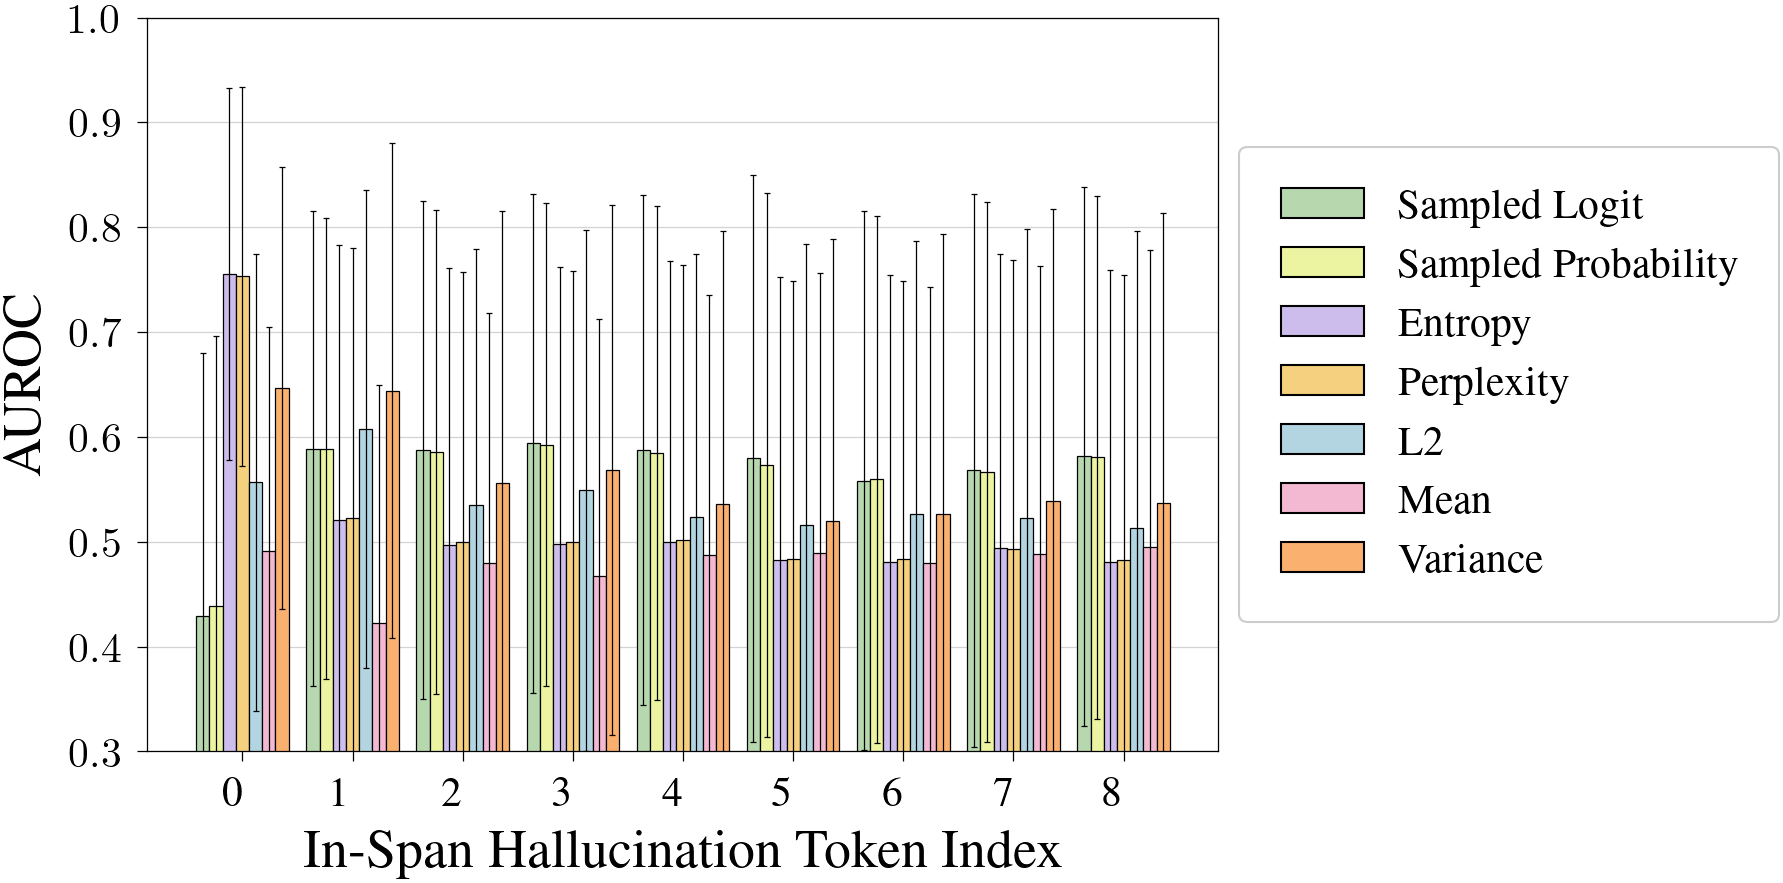 1.0
0.9
0.8
0.7
0.6
0.5
0.4
0.3
AUROC
0 1 2 3 4 5 6 7 8
In-Span Hallucination Token Index
Sampled Logit
Sampled Probability
Entropy
Perplexity
L2
Mean
Variance